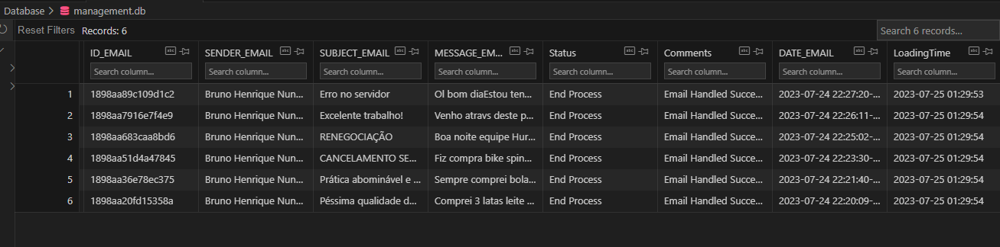 Database > management.db
Reset Filters Records: 6 Search 6 records...
ID_EMAIL SENDER_EMAIL SUBJECT_EMAIL MESSAGE_EM... Status Comments DATE_EMAIL LoadingTime
Search column... Search column... Search column... Search column... Search column... Search column... Search column... Search column...
1 1898aa89c109d1c2 Bruno Henrique Nun... Erro no servidor Ol bom diaEstou ten... End Process Email Handled Succe... 2023-07-24 22:27:20-... 2023-07-25 01:29:53
2 1898aa7916e7f4e9 Bruno Henrique Nun... Excelente trabalho! Venho atravs deste p... End Process Email Handled Succe... 2023-07-24 22:26:11-... 2023-07-25 01:29:54
3 1898aa683caa8bd6 Bruno Henrique Nun... RENEGOCIAÇÃO Boa noite equipe Hur... End Process Email Handled Succe... 2023-07-24 22:25:02-... 2023-07-25 01:29:54
4 1898aa51d4a47845 Bruno Henrique Nun... CANCELAMENTO SE... Fiz compra bike spin... End Process Email Handled Succe... 2023-07-24 22:23:30-... 2023-07-25 01:29:54
5 1898aa36e78ec375 Bruno Henrique Nun... Prática abominável e ... Sempre comprei bola... End Process Email Handled Succe... 2023-07-24 22:21:40-... 2023-07-25 01:29:54
6 1898aa20fd15358a Bruno Henrique Nun... Péssima qualidade d... Comprei 3 latas leite ... End Process Email Handled Succe... 2023-07-24 22:20:09-... 2023-07-25 01:29:54